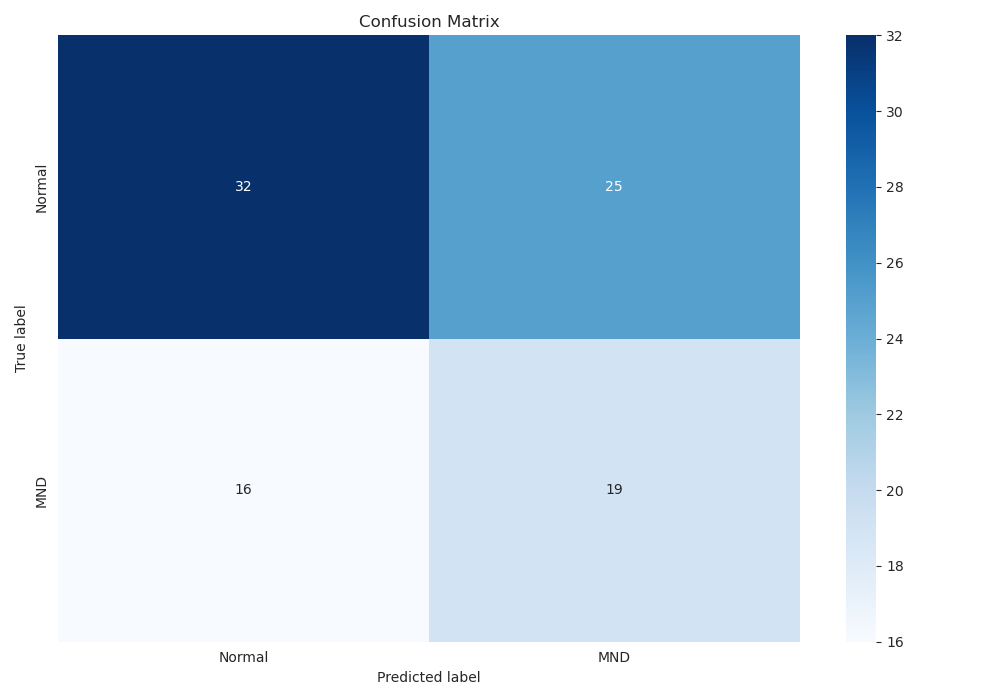 Confusion Matrix
True label
Normal
32
25
MND
16
19
Normal
MND
Predicted label
32
30
28
26
24
22
20
18
16